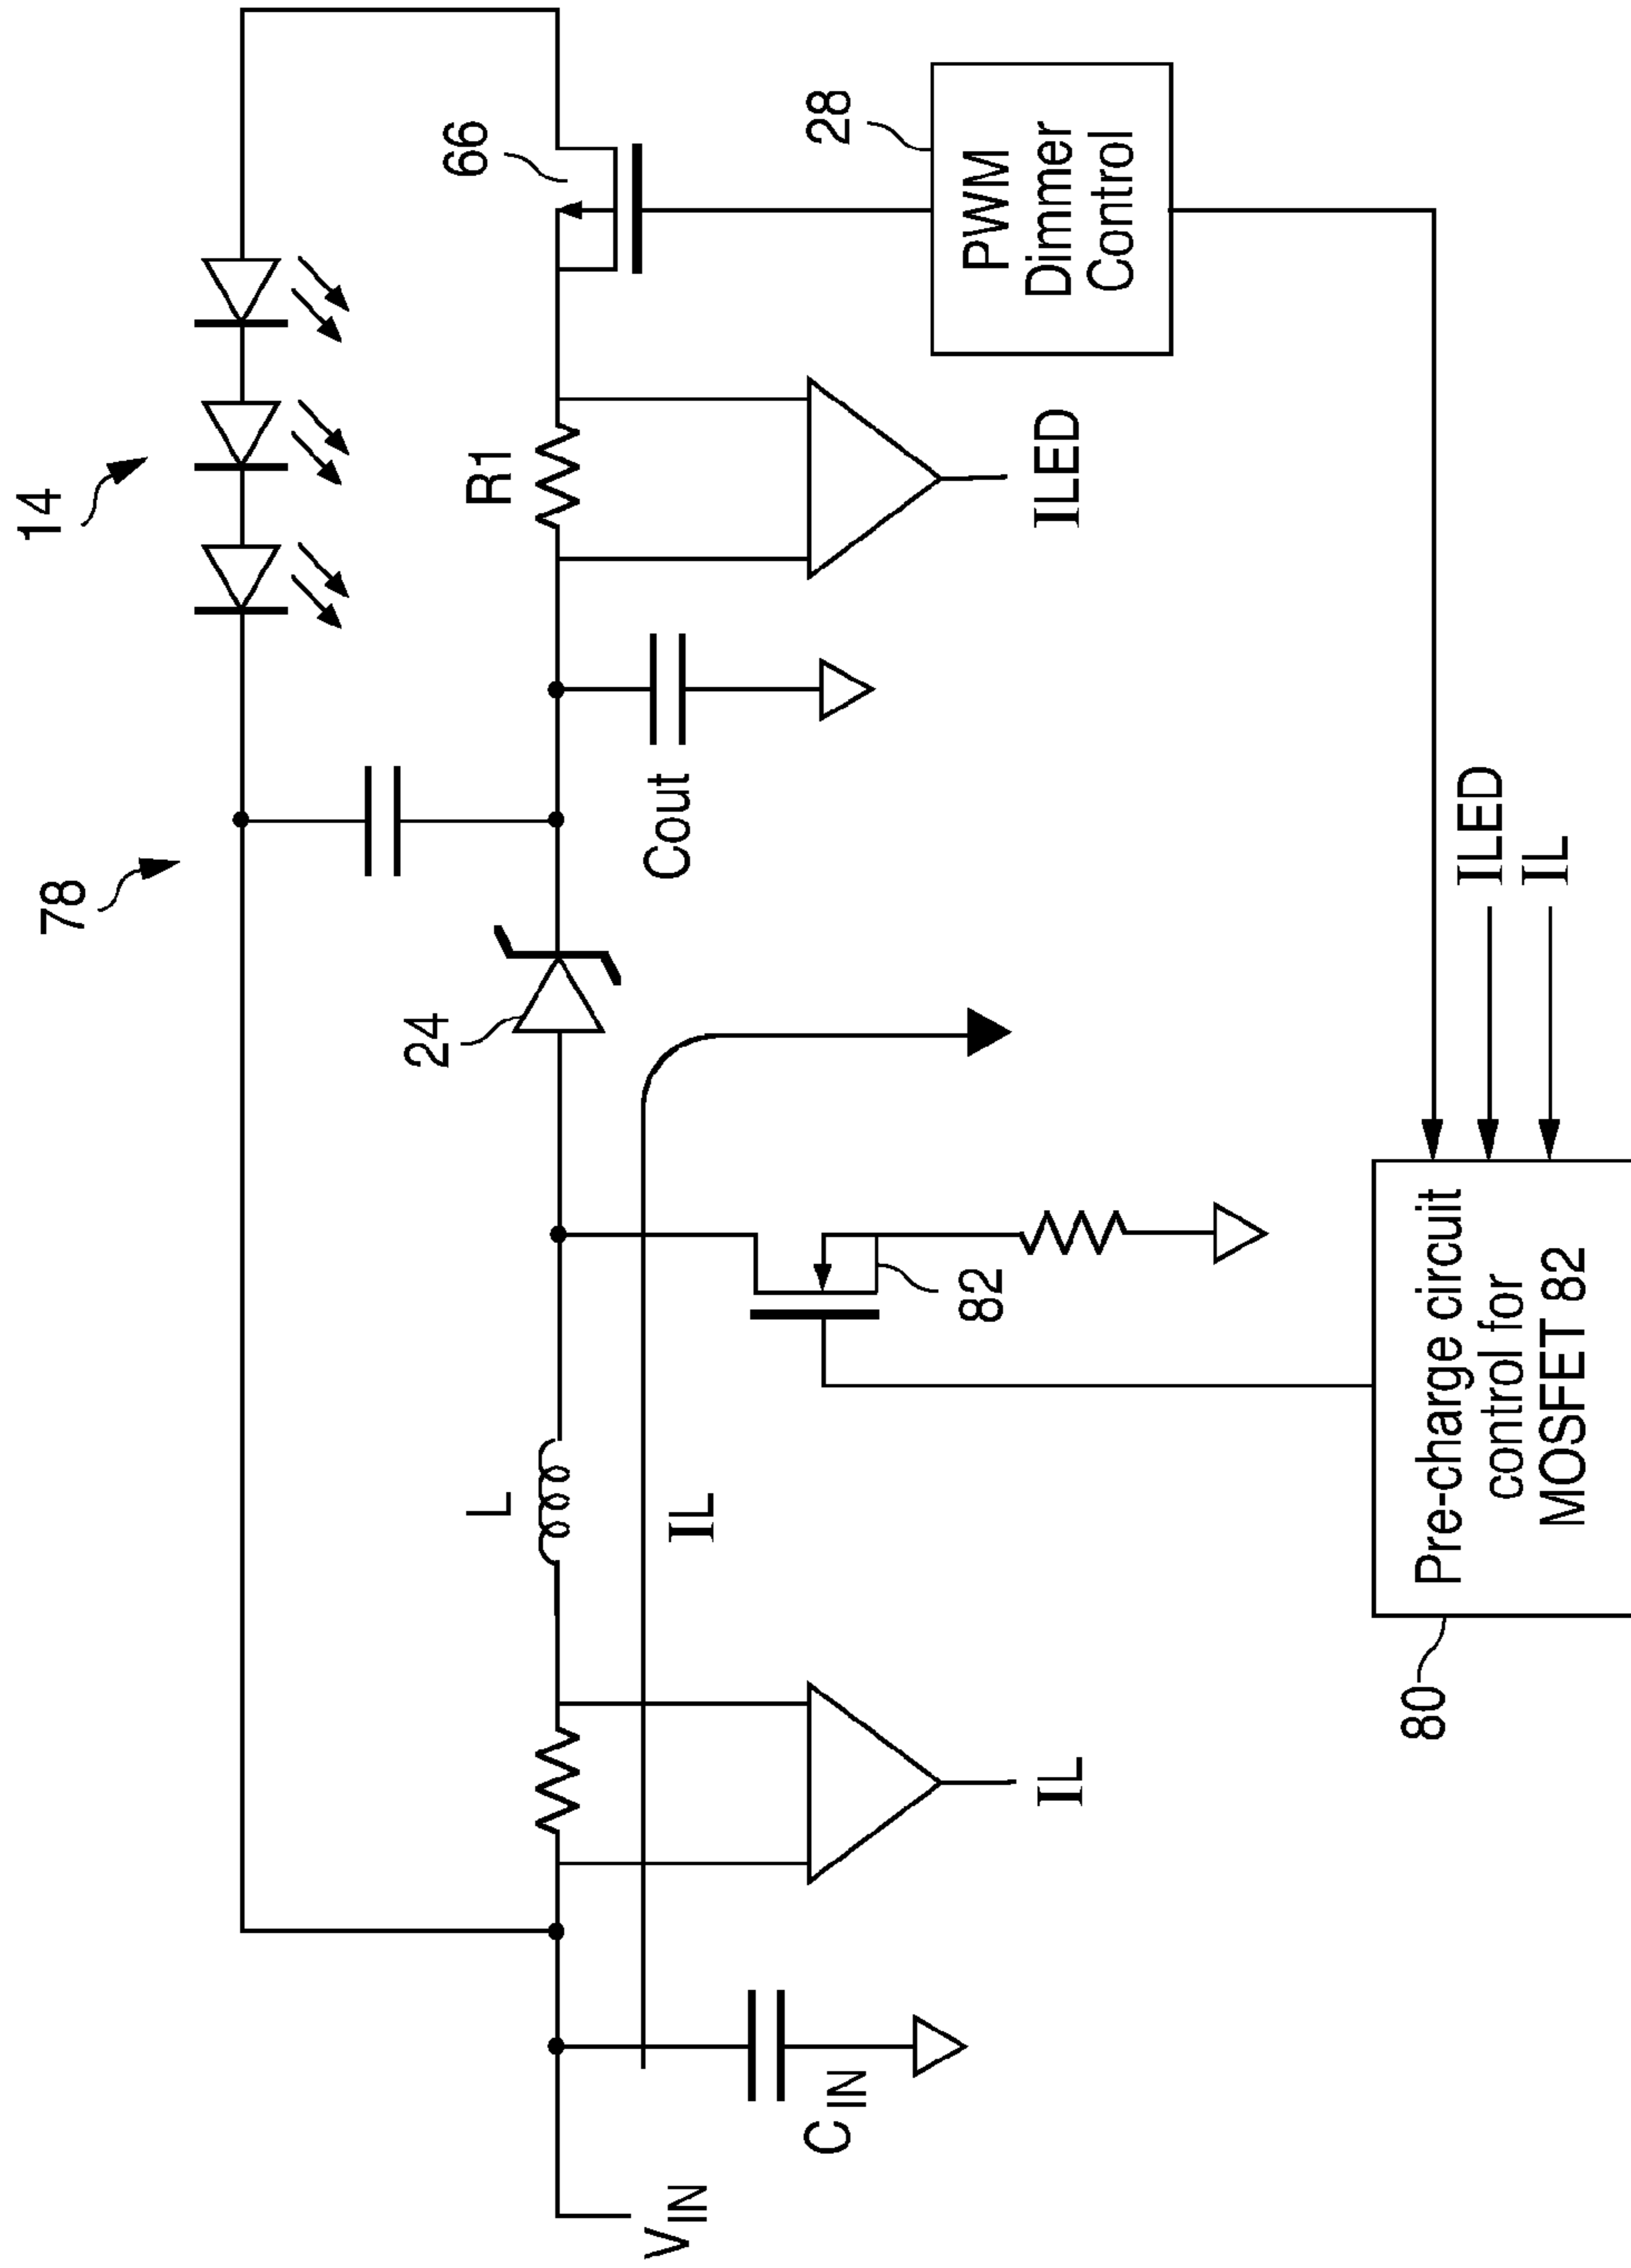 14
78
66
R1
24
L
28
PWM
Dimmer
Control
Cout
IL
ILED
82
IL
V IN
C IN
ILED
IL
80
Pre-charge circuit
control for
MOSFET 82